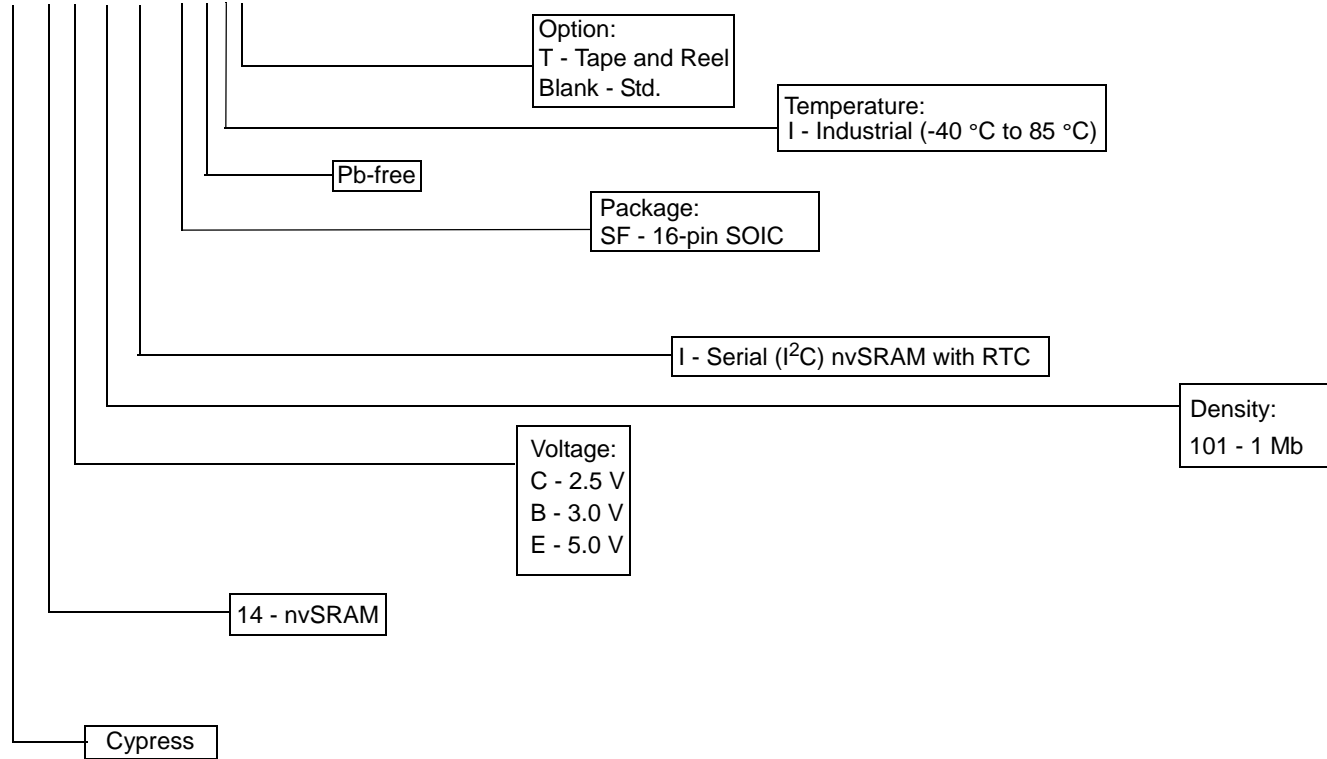 Option:
T - Tape and Reel
Blank - Std.
Temperature:
I - Industrial (-40 °C to 85 °C)
Pb-free
Package:
SF - 16-pin SOIC
I - Serial (I²C) nvSRAM with RTC
Density:
101 - 1 Mb
Voltage:
C - 2.5 V
B - 3.0 V
E - 5.0 V
14 - nvSRAM
Cypress